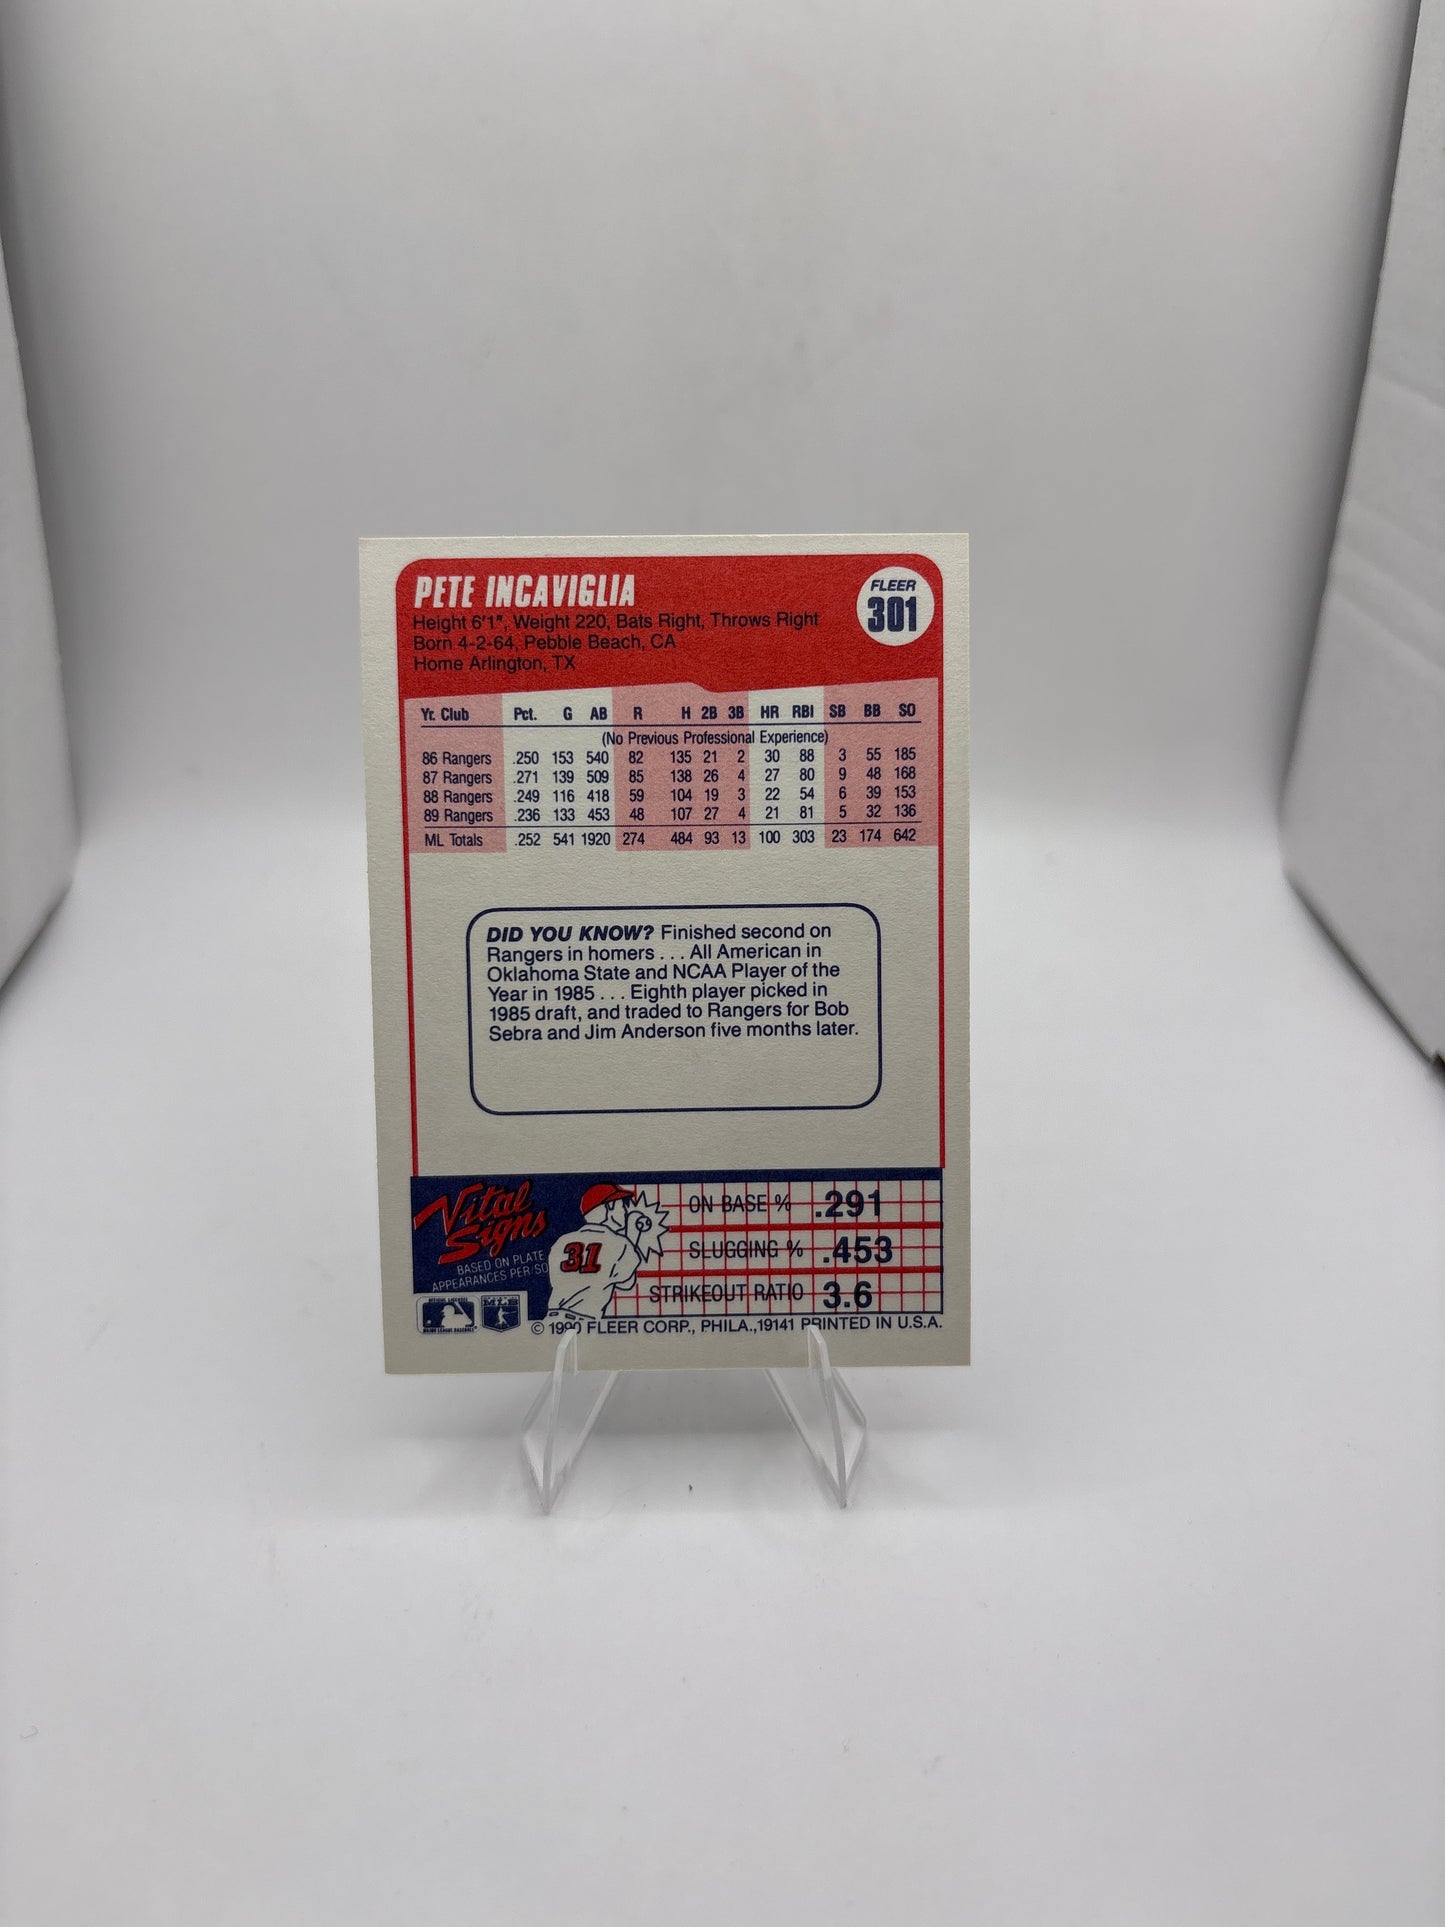 PETE INCAVIGLIA
FLEER
301
Height 6'1", Weight 220, Bats Right, Throws Right
Born 4-2-64, Pebble Beach, CA
Home Arlington, TX
Yr. Club Pct. G AB R H 2B 3B HR RBI SB BB SO
(No Previous Professional Experience)
86 Rangers .250 153 540 82 135 21 2 30 88 3 55 185
87 Rangers .271 139 509 85 138 26 4 27 80 9 48 168
88 Rangers .249 116 418 59 104 19 3 22 54 6 39 153
89 Rangers .236 133 453 48 107 27 4 21 81 5 32 136
ML Totals .252 541 1920 274 484 93 13 100 303 23 174 642
DID YOU KNOW? Finished second on
Rangers in homers . . . All American in
Oklahoma State and NCAA Player of the
Year in 1985 . . . Eighth player picked in
1985 draft, and traded to Rangers for Bob
Sebra and Jim Anderson five months later.
Vital
Signs
BASED ON PLATE
APPEARANCES PER SO
31
ON BASE % .291
SLUGGING % .453
STRIKEOUT RATIO 3.6
MLB
© 1990 FLEER CORP., PHILA.,19141 PRINTED IN U.S.A.